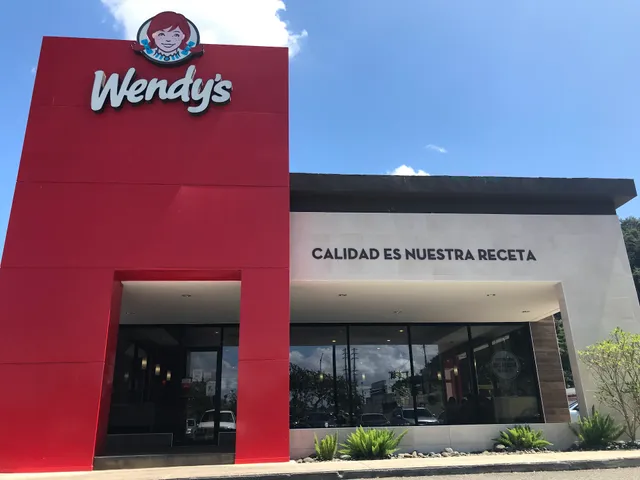 Wendy's
CALIDAD ES NUESTRA RECETA